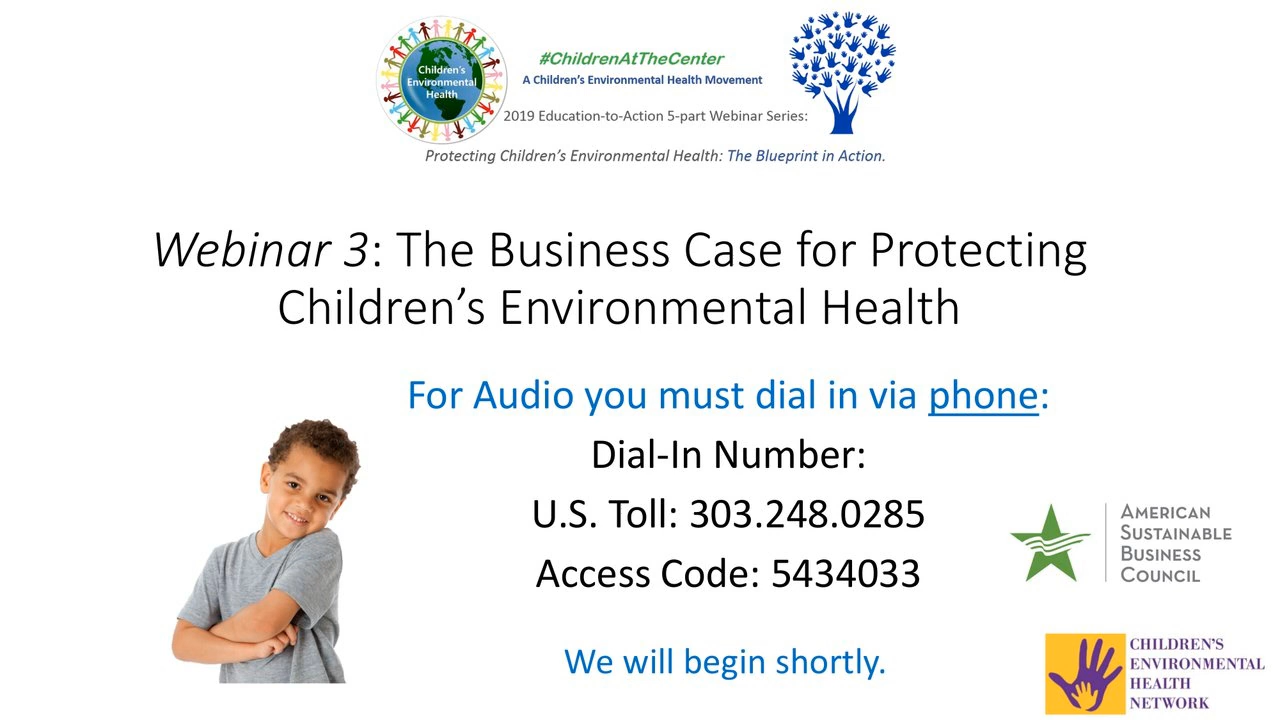 Children's
Environmental
Health
#ChildrenAtTheCenter
A Children's Environmental Health Movement
2019 Education-to-Action 5-part Webinar Series:
Protecting Children's Environmental Health: The Blueprint in Action.
Webinar 3: The Business Case for Protecting
Children's Environmental Health
For Audio you must dial in via phone:
Dial-In Number:
U.S. Toll: 303.248.0285
Access Code: 5434033
We will begin shortly.
AMERICAN
SUSTAINABLE
BUSINESS
COUNCIL
CHILDREN'S
ENVIRONMENTAL
HEALTH
NETWORK